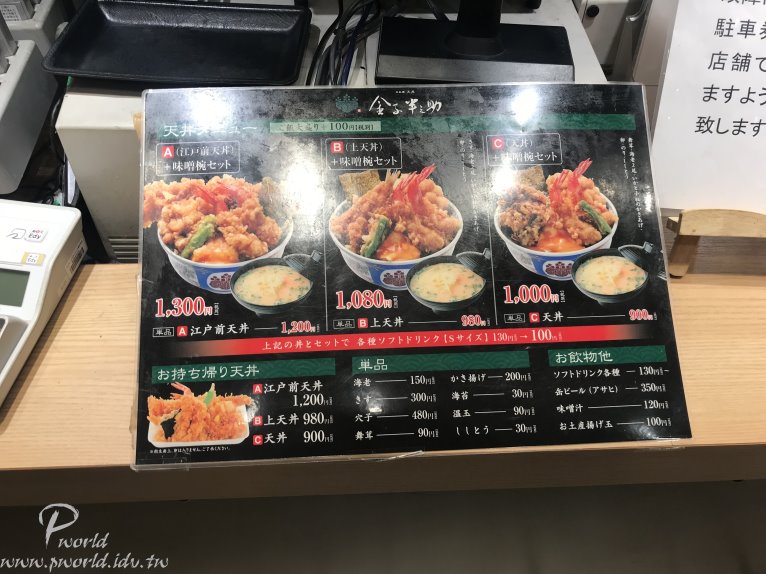 駐車券
店舗で
ますよう
致します
金子半之助
天丼メニュー
ご飯大盛り+100円
A(江戸前天丼)
+味噌椀セット
1,300円
単品 A 江戸前天丼 1,200円
B(上天丼)
+味噌椀セット
1,080円
単品 B 上天丼 980円
C(天丼)
+味噌椀セット
1,000円
単品 C 天丼 900円
上記の丼とセットで 各種ソフトドリンク【Sサイズ】130円→100円
お持ち帰り天丼
A 江戸前天丼
1,200円
B 上天丼 980円
C 天丼 900円
単品
海老 150円
きす 300円
穴子 480円
舞茸 90円
かき揚げ 200円
海苔 30円
温玉 90円
ししとう 30円
お飲物他
ソフトドリンク各種 130円
缶ビール(アサヒ) 350円
味噌汁 120円
お土産揚げ玉 100円
Edy
Pworld
www.pworld.idv.tw